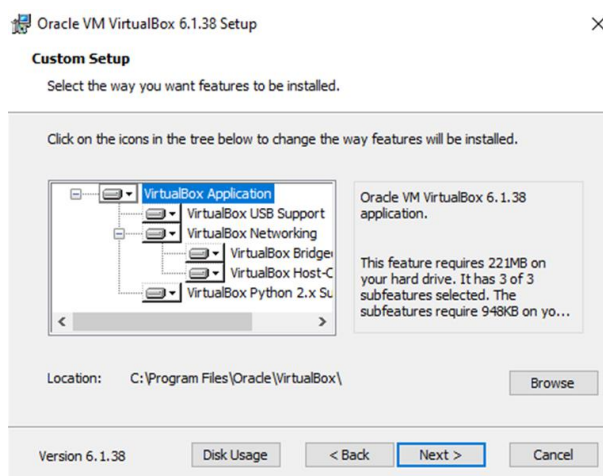 Oracle VM VirtualBox 6.1.38 Setup
Custom Setup
Select the way you want features to be installed.
Click on the icons in the tree below to change the way features will be installed.
VirtualBox Application
VirtualBox USB Support
VirtualBox Networking
VirtualBox Bridge
VirtualBox Host-C
VirtualBox Python 2.x Su
Oracle VM VirtualBox 6.1.38
application.
This feature requires 221MB on
your hard drive. It has 3 of 3
subfeatures selected. The
subfeatures require 948KB on yo...
Location: C:\Program Files\Oracle\VirtualBox\
Browse
Version 6.1.38
Disk Usage
< Back
Next >
Cancel